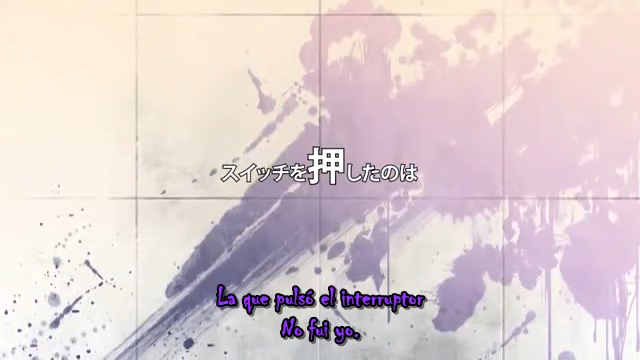 スイッチを押したのは
La que pulsó el interruptor
No fui yo.